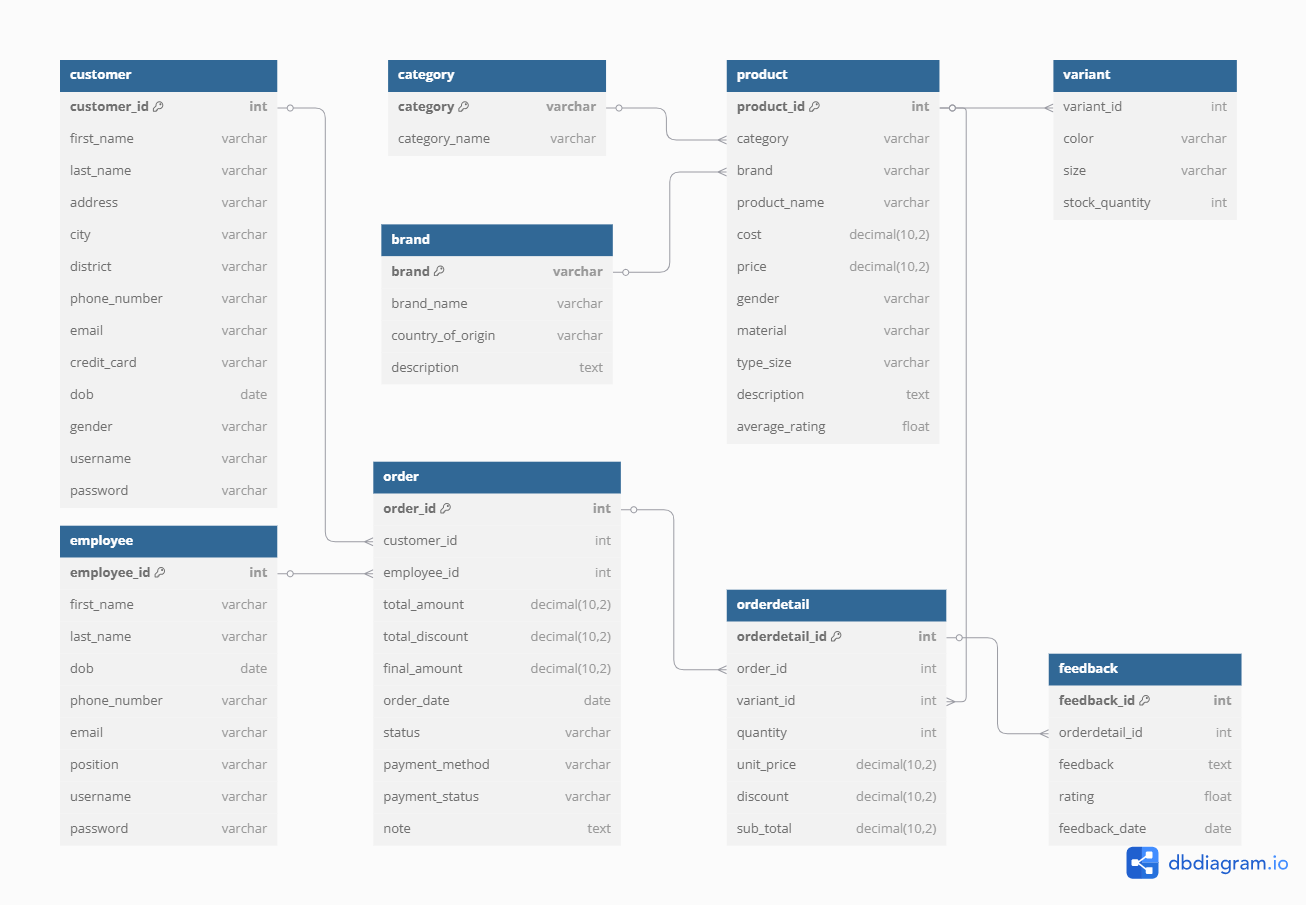 customer
customer_id int
first_name varchar
last_name varchar
address varchar
city varchar
district varchar
phone_number varchar
email varchar
credit_card varchar
dob date
gender varchar
username varchar
password varchar
category
category varchar
category_name varchar
product
product_id int
category varchar
brand varchar
product_name varchar
cost decimal(10,2)
price decimal(10,2)
gender varchar
material varchar
type_size varchar
description text
average_rating float
variant
variant_id int
color varchar
size varchar
stock_quantity int
brand
brand varchar
brand_name varchar
country_of_origin varchar
description text
employee
employee_id int
first_name varchar
last_name varchar
dob date
phone_number varchar
email varchar
position varchar
username varchar
password varchar
order
order_id int
customer_id int
employee_id int
total_amount decimal(10,2)
total_discount decimal(10,2)
final_amount decimal(10,2)
order_date date
status varchar
payment_method varchar
payment_status varchar
note text
orderdetail
orderdetail_id int
order_id int
variant_id int
quantity int
unit_price decimal(10,2)
discount decimal(10,2)
sub_total decimal(10,2)
feedback
feedback_id int
orderdetail_id int
feedback text
rating float
feedback_date date
dbdiagram.io